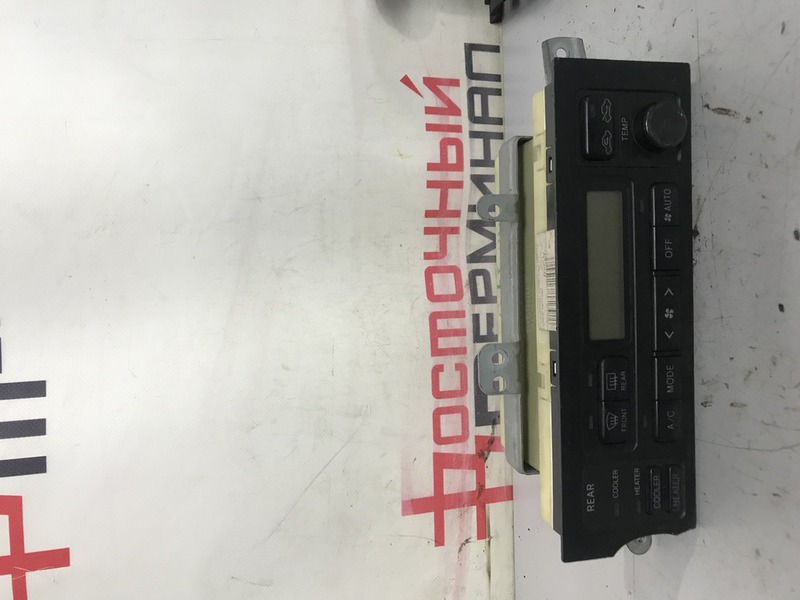 Восточный
Терминал
TEMP
AUTO
OFF
< >
MODE
A/C
FRONT REAR
REAR
COOLER
HEATER
COOLER
HEATER